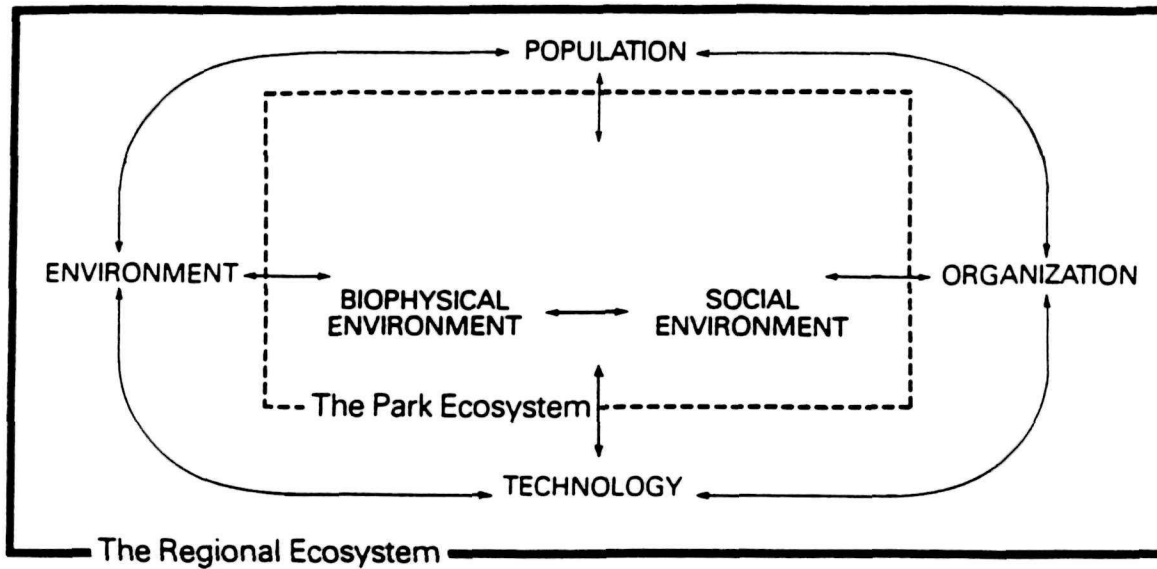 POPULATION
ENVIRONMENT
ORGANIZATION
BIOPHYSICAL
ENVIRONMENT
SOCIAL
ENVIRONMENT
The Park Ecosystem
TECHNOLOGY
The Regional Ecosystem